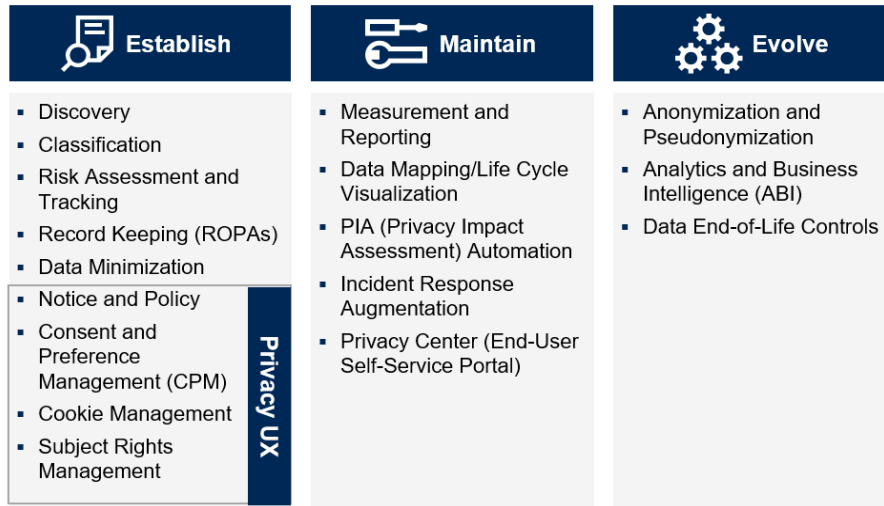 Establish
▪ Discovery
▪ Classification
▪ Risk Assessment and
Tracking
▪ Record Keeping (ROPAs)
▪ Data Minimization
▪ Notice and Policy
▪ Consent and
Preference
Management (CPM)
▪ Cookie Management
▪ Subject Rights
Management
Privacy UX
Maintain
▪ Measurement and
Reporting
▪ Data Mapping/Life Cycle
Visualization
▪ PIA (Privacy Impact
Assessment) Automation
▪ Incident Response
Augmentation
▪ Privacy Center (End-User
Self-Service Portal)
Evolve
▪ Anonymization and
Pseudonymization
▪ Analytics and Business
Intelligence (ABI)
▪ Data End-of-Life Controls